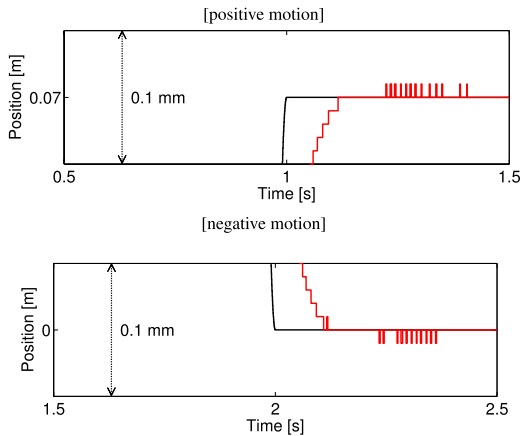 [positive motion]
Position [m]
0.07
0.1 mm
0.5
1
1.5
Time [s]
[negative motion]
Position [m]
0
0.1 mm
1.5
2
2.5
Time [s]